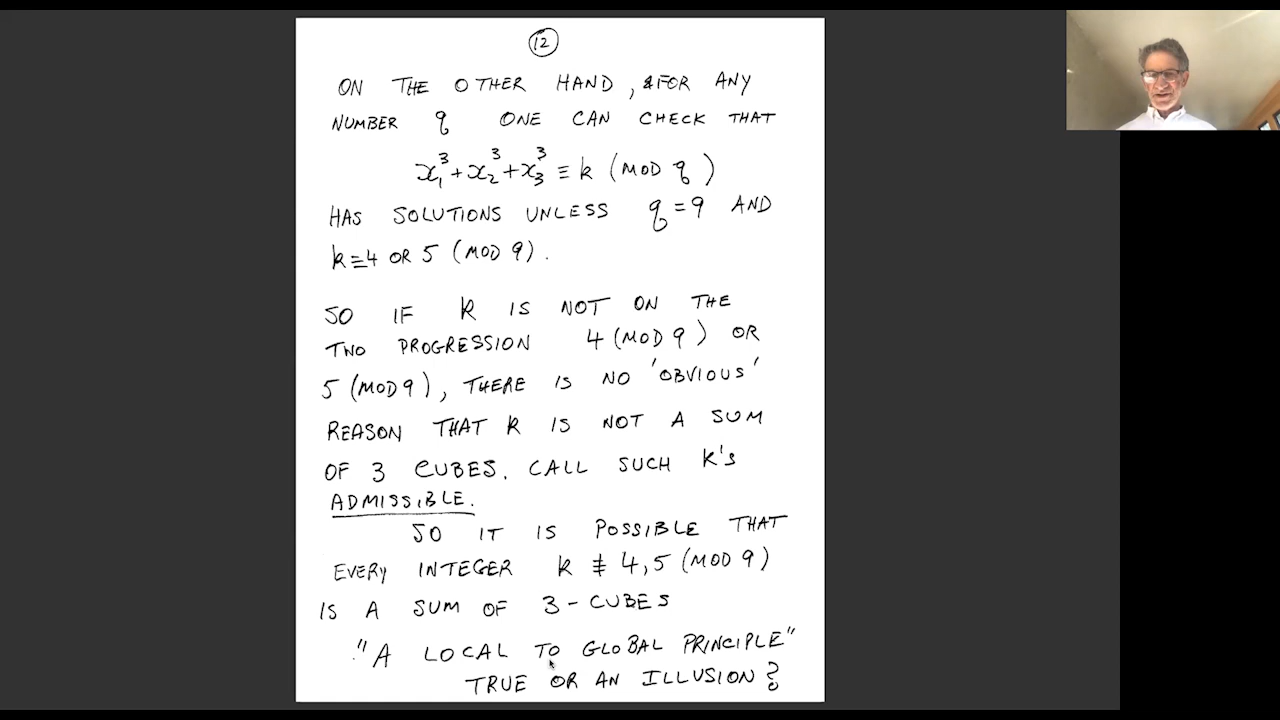 12
ON THE OTHER HAND, FOR ANY
NUMBER q ONE CAN CHECK THAT
x₁³+x₂³+x₃³ ≡ k (MOD q)
HAS SOLUTIONS UNLESS q=9 AND
k≡4 OR 5 (MOD 9).
SO IF k IS NOT ON THE
TWO PROGRESSION 4 (MOD 9) OR
5 (MOD 9), THERE IS NO 'OBVIOUS'
REASON THAT k IS NOT A SUM
OF 3 CUBES. CALL SUCH k's
ADMISSIBLE.
SO IT IS POSSIBLE THAT
EVERY INTEGER k ≢ 4,5 (MOD 9)
IS A SUM OF 3-CUBES
"A LOCAL TO GLOBAL PRINCIPLE"
TRUE OR AN ILLUSION?